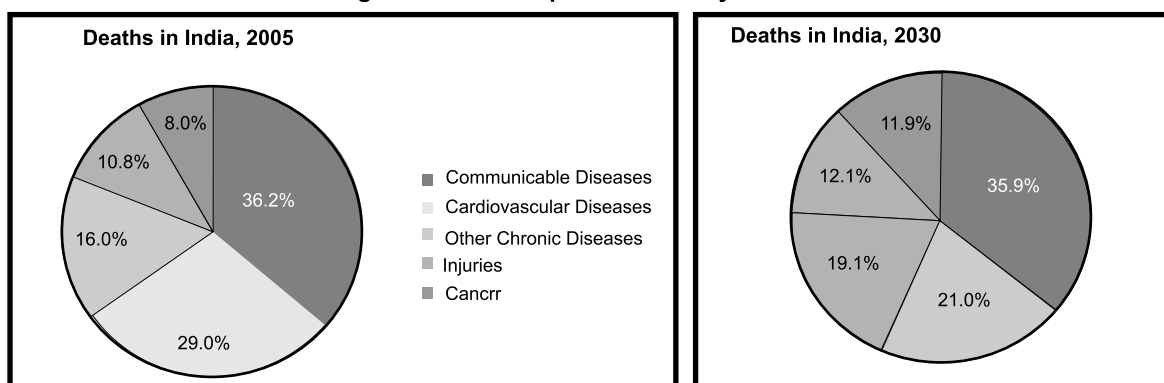 Deaths in India, 2005
8.0%
10.8%
36.2%
16.0%
29.0%
Communicable Diseases
Cardiovascular Diseases
Other Chronic Diseases
Injuries
Cancrr
Deaths in India, 2030
11.9%
12.1%
35.9%
19.1%
21.0%